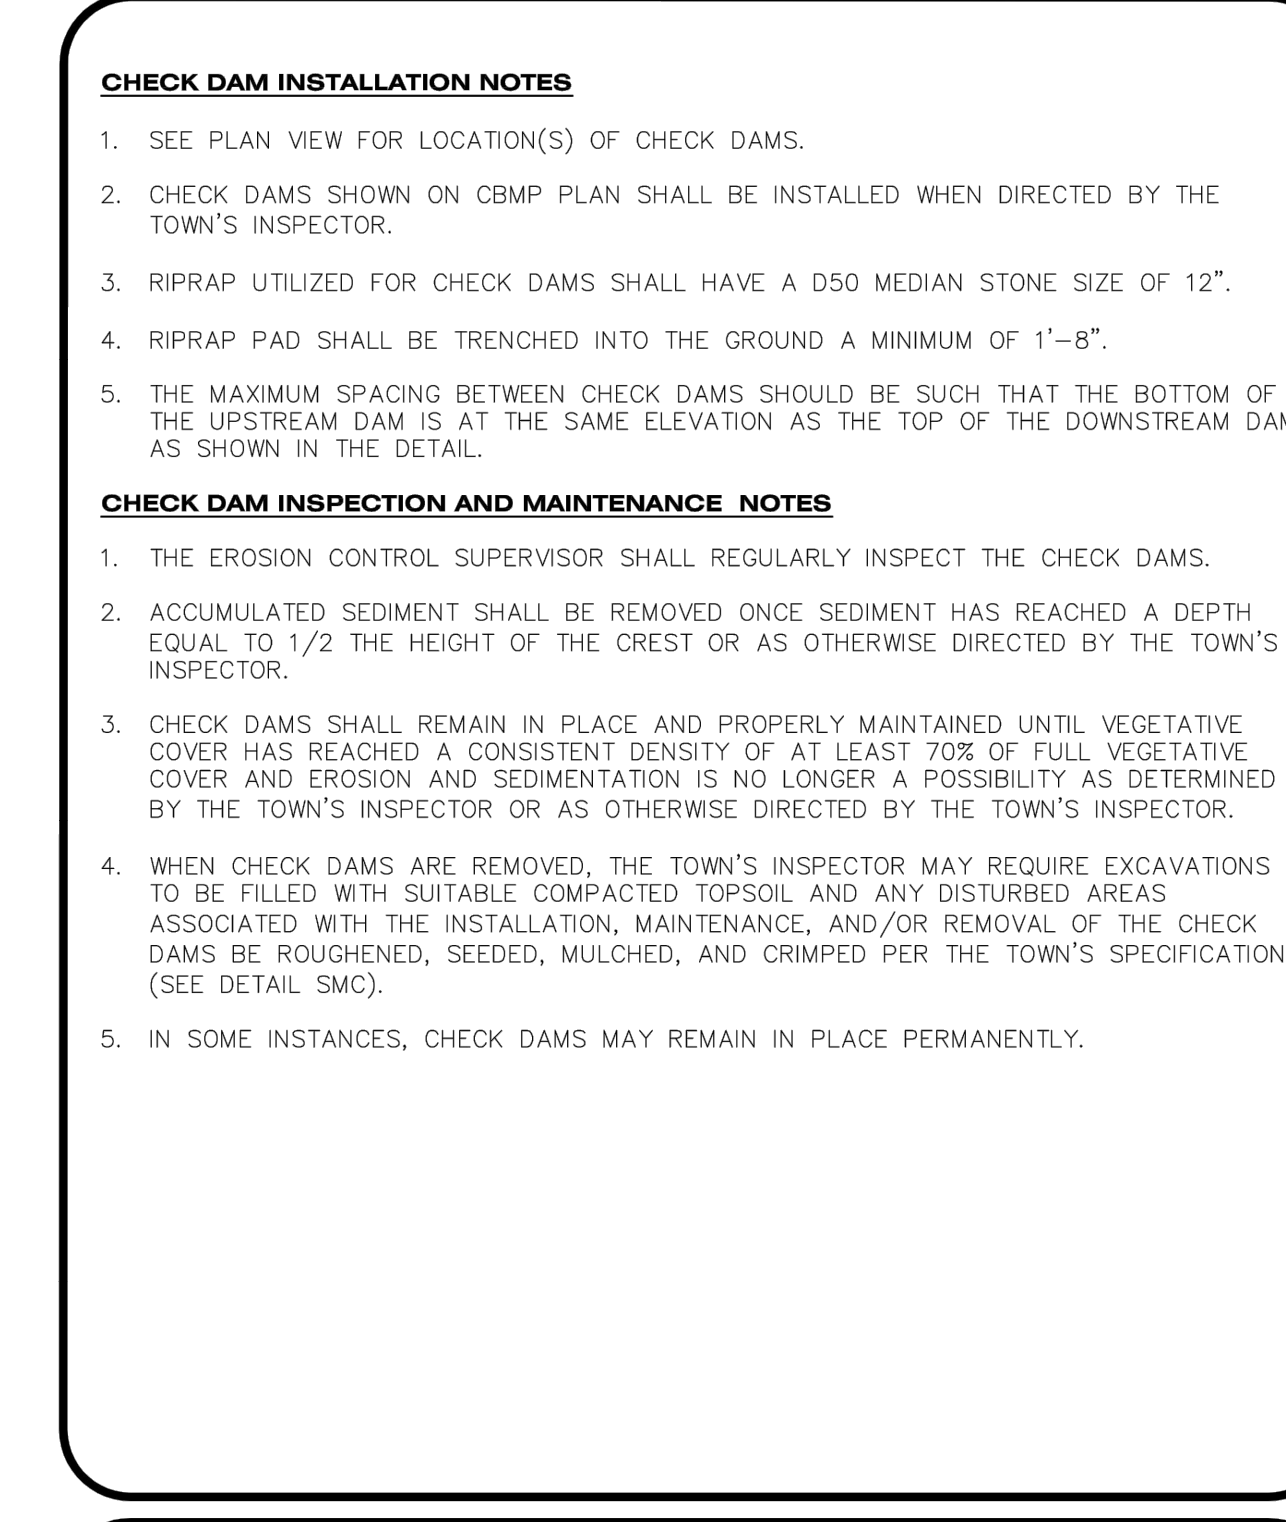 CHECK DAM INSTALLATION NOTES
1. SEE PLAN VIEW FOR LOCATION(S) OF CHECK DAMS.
2. CHECK DAMS SHOWN ON CBMP PLAN SHALL BE INSTALLED WHEN DIRECTED BY THE
TOWN'S INSPECTOR.
3. RIPRAP UTILIZED FOR CHECK DAMS SHALL HAVE A D50 MEDIAN STONE SIZE OF 12".
4. RIPRAP PAD SHALL BE TRENCHED INTO THE GROUND A MINIMUM OF 1'-8".
5. THE MAXIMUM SPACING BETWEEN CHECK DAMS SHOULD BE SUCH THAT THE BOTTOM OF
THE UPSTREAM DAM IS AT THE SAME ELEVATION AS THE TOP OF THE DOWNSTREAM DAM
AS SHOWN IN THE DETAIL.
CHECK DAM INSPECTION AND MAINTENANCE NOTES
1. THE EROSION CONTROL SUPERVISOR SHALL REGULARLY INSPECT THE CHECK DAMS.
2. ACCUMULATED SEDIMENT SHALL BE REMOVED ONCE SEDIMENT HAS REACHED A DEPTH
EQUAL TO 1/2 THE HEIGHT OF THE CREST OR AS OTHERWISE DIRECTED BY THE TOWN'S
INSPECTOR.
3. CHECK DAMS SHALL REMAIN IN PLACE AND PROPERLY MAINTAINED UNTIL VEGETATIVE
COVER HAS REACHED A CONSISTENT DENSITY OF AT LEAST 70% OF FULL VEGETATIVE
COVER AND EROSION AND SEDIMENTATION IS NO LONGER A POSSIBILITY AS DETERMINED
BY THE TOWN'S INSPECTOR OR AS OTHERWISE DIRECTED BY THE TOWN'S INSPECTOR.
4. WHEN CHECK DAMS ARE REMOVED, THE TOWN'S INSPECTOR MAY REQUIRE EXCAVATIONS
TO BE FILLED WITH SUITABLE COMPACTED TOPSOIL AND ANY DISTURBED AREAS
ASSOCIATED WITH THE INSTALLATION, MAINTENANCE, AND/OR REMOVAL OF THE CHECK
DAMS BE ROUGHENED, SEEDED, MULCHED, AND CRIMPED PER THE TOWN'S SPECIFICATION
(SEE DETAIL SMC).
5. IN SOME INSTANCES, CHECK DAMS MAY REMAIN IN PLACE PERMANENTLY.